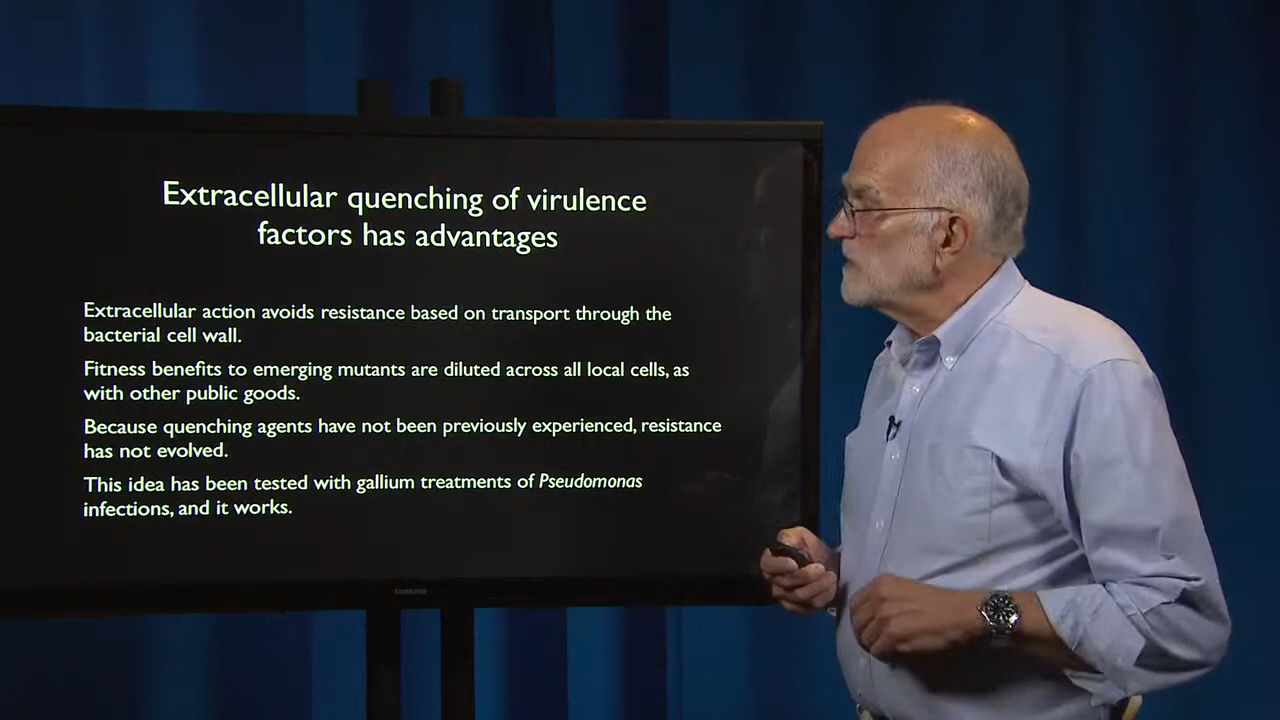 Extracellular quenching of virulence
factors has advantages
Extracellular action avoids resistance based on transport through the
bacterial cell wall.
Fitness benefits to emerging mutants are diluted across all local cells, as
with other public goods.
Because quenching agents have not been previously experienced, resistance
has not evolved.
This idea has been tested with gallium treatments of Pseudomonas
infections, and it works.
SAMSUNG